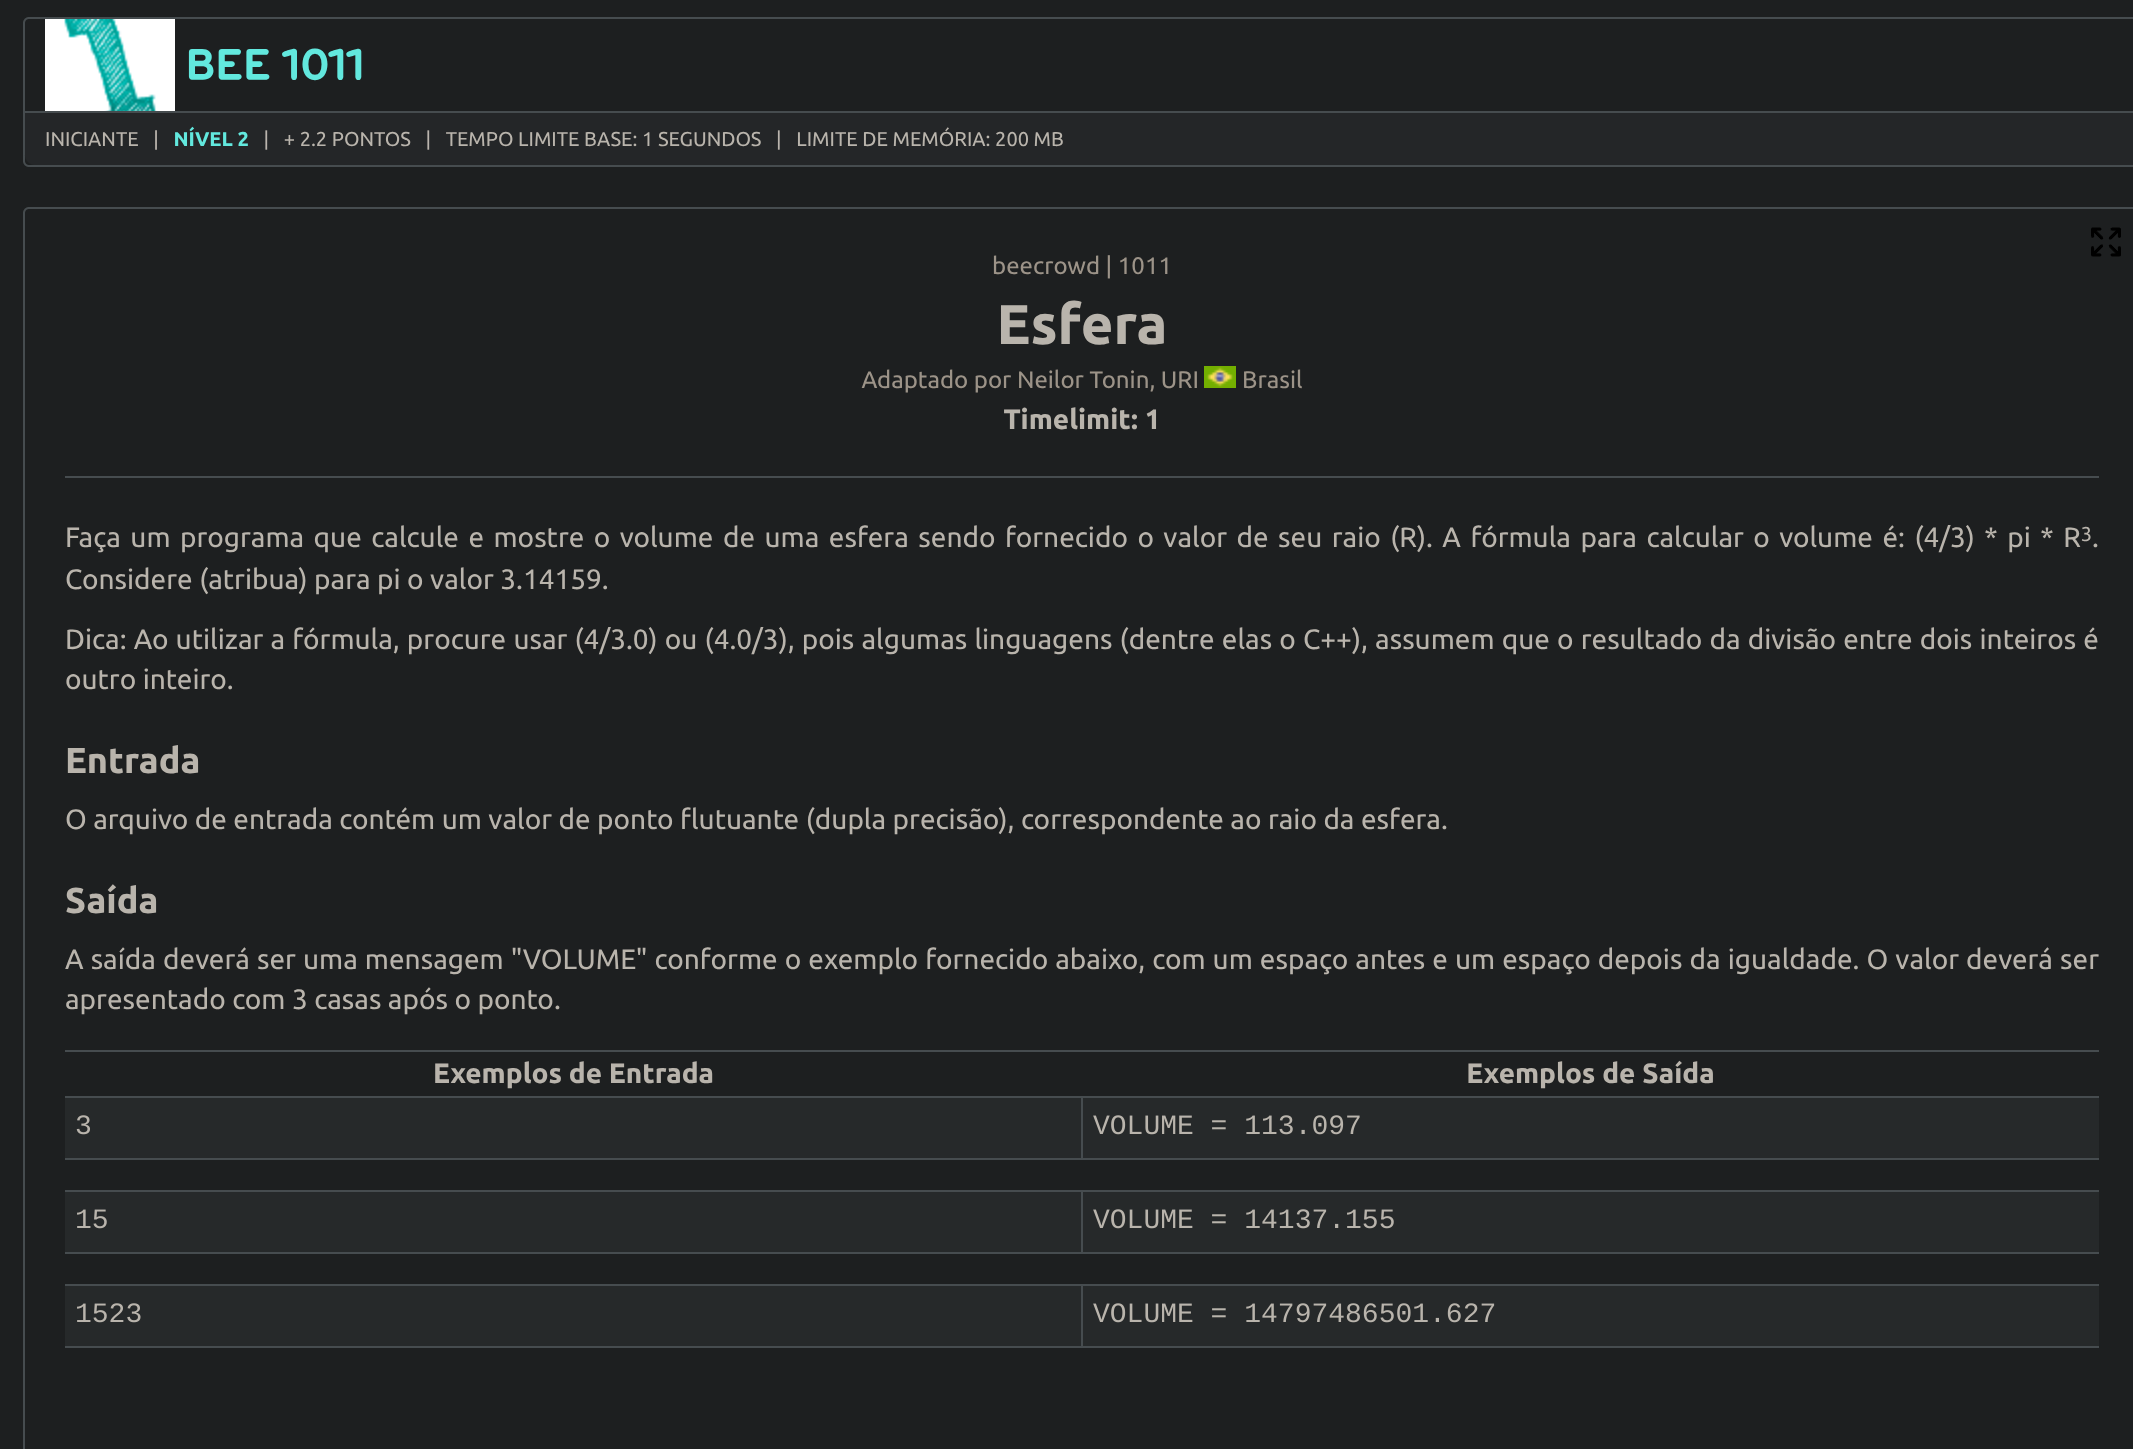 BEE 1011
INICIANTE | NÍVEL 2 | + 2.2 PONTOS | TEMPO LIMITE BASE: 1 SEGUNDOS | LIMITE DE MEMÓRIA: 200 MB
beecrowd | 1011
Esfera
Adaptado por Neilor Tonin, URI Brasil
Timelimit: 1
Faça um programa que calcule e mostre o volume de uma esfera sendo fornecido o valor de seu raio (R). A fórmula para calcular o volume é: (4/3) * pi * R³.
Considere (atribua) para pi o valor 3.14159.
Dica: Ao utilizar a fórmula, procure usar (4/3.0) ou (4.0/3), pois algumas linguagens (dentre elas o C++), assumem que o resultado da divisão entre dois inteiros é
outro inteiro.
Entrada
O arquivo de entrada contém um valor de ponto flutuante (dupla precisão), correspondente ao raio da esfera.
Saída
A saída deverá ser uma mensagem "VOLUME" conforme o exemplo fornecido abaixo, com um espaço antes e um espaço depois da igualdade. O valor deverá ser
apresentado com 3 casas após o ponto.
Exemplos de Entrada Exemplos de Saída
3 VOLUME = 113.097
15 VOLUME = 14137.155
1523 VOLUME = 14797486501.627